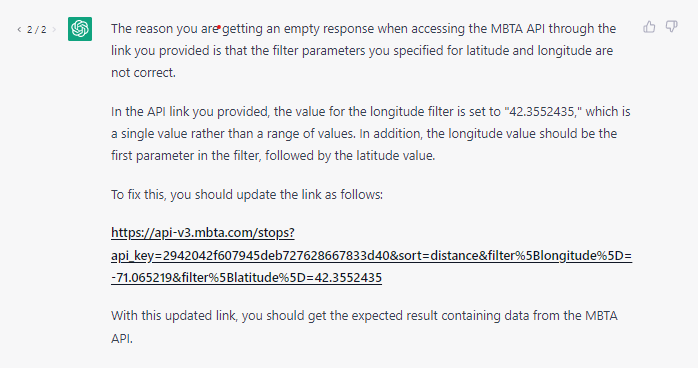 2 / 2
The reason you are getting an empty response when accessing the MBTA API through the
link you provided is that the filter parameters you specified for latitude and longitude are
not correct.
In the API link you provided, the value for the longitude filter is set to "42.3552435," which is
a single value rather than a range of values. In addition, the longitude value should be the
first parameter in the filter, followed by the latitude value.
To fix this, you should update the link as follows:
https://api-v3.mbta.com/stops?
api_key=2942042f607945deb727628667833d40&sort=distance&filter%5Blongitude%5D=
-71.065219&filter%5Blatitude%5D=42.3552435
With this updated link, you should get the expected result containing data from the MBTA
API.